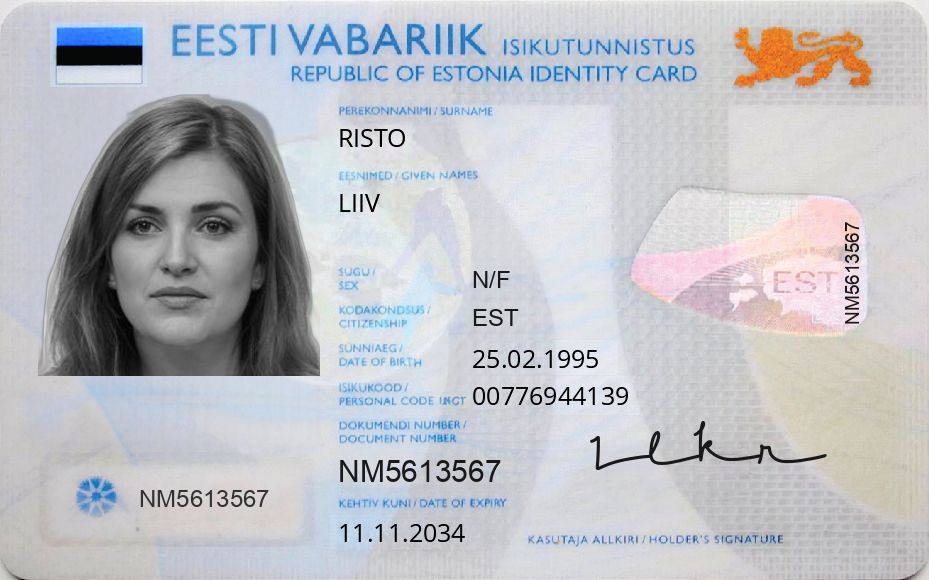 EESTI VABARIIK ISIKUTUNNISTUS
REPUBLIC OF ESTONIA IDENTITY CARD
PEREKONNANIMI / SURNAME
RISTO
EESNIMED / GIVEN NAMES
LIIV
SUGU /
SEX
N/F
KODAKONDSUS /
CITIZENSHIP
EST
SÜNNIAEG /
DATE OF BIRTH
25.02.1995
ISIKUKOOD /
PERSONAL CODE
00776944139
DOKUMENDI NUMBER /
DOCUMENT NUMBER
NM5613567
KEHTIV KUNI / DATE OF EXPIRY
11.11.2034
NM5613567
EST
NM5613567
KASUTAJA ALLKIRI / HOLDER'S SIGNATURE